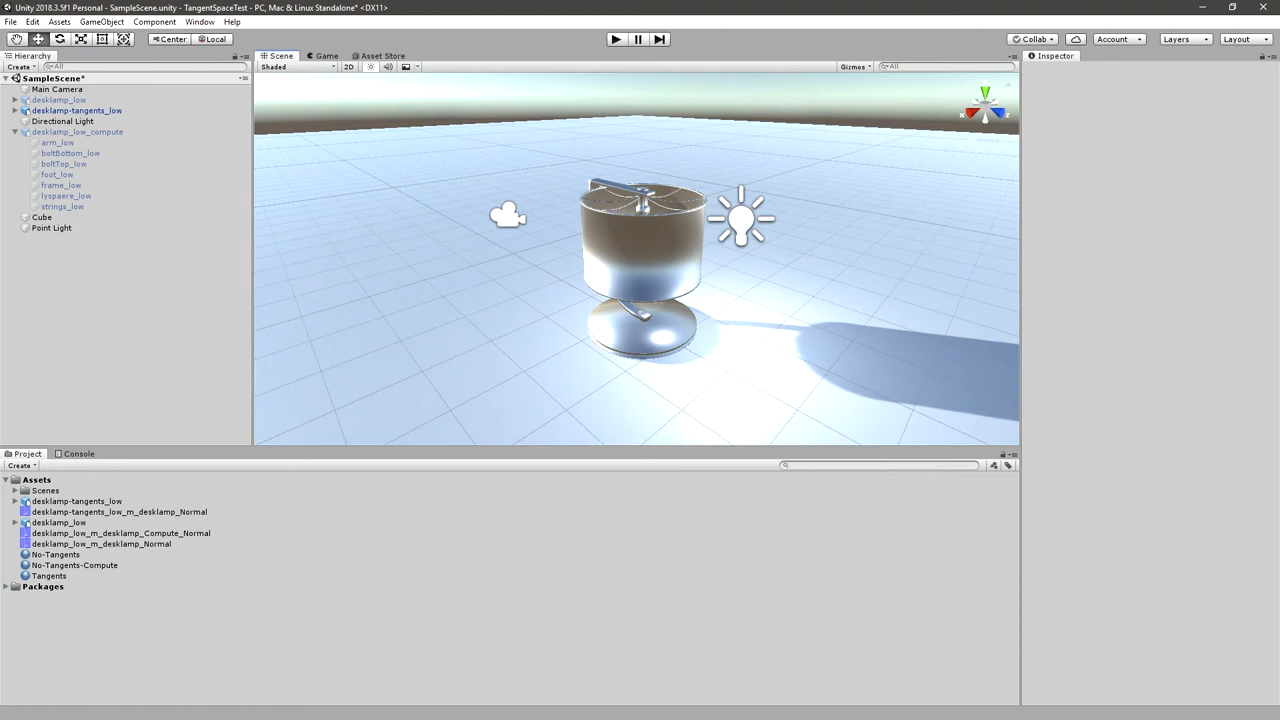 Unity 2018.3.5f1 Personal - SampleScene.unity - TangentSpaceTest - PC, Mac & Linux Standalone* <DX11>
File Edit Assets GameObject Component Window Help
Center Local Collab Account Layers Layout
Hierarchy Scene Game Asset Store Inspector
Create All Shaded 2D Gizmos All
SampleScene*
Main Camera
desklamp_low
desklamp-tangents_low
Directional Light
desklamp_low_compute
arm_low
boltBottom_low
boltTop_low
foot_low
frame_low
lyspaere_low
strings_low
Cube
Point Light
x z
Project Console
Create
Assets
Scenes
desklamp-tangents_low
desklamp-tangents_low_m_desklamp_Normal
desklamp_low
desklamp_low_m_desklamp_Compute_Normal
desklamp_low_m_desklamp_Normal
No-Tangents
No-Tangents-Compute
Tangents
Packages